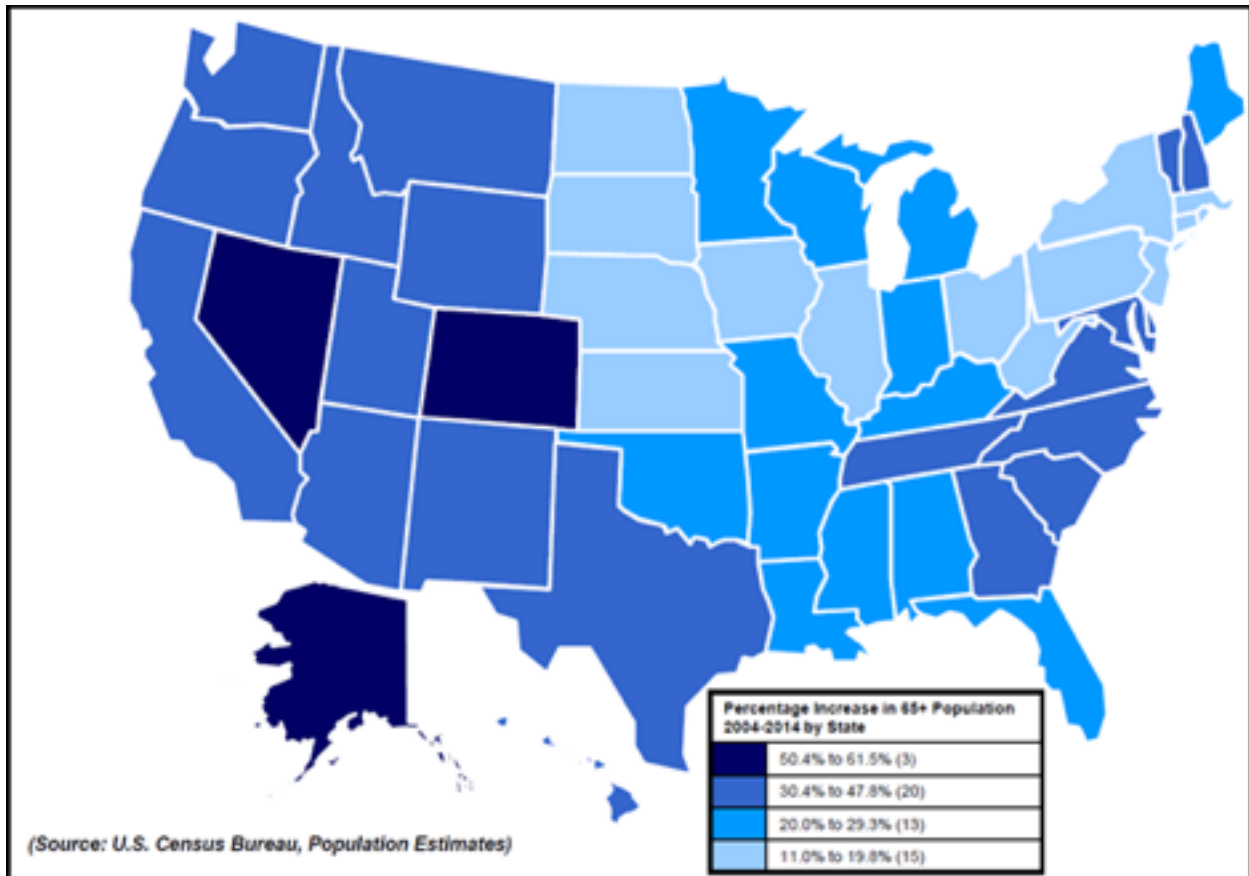 Percentage Increase in 65+ Population
2004-2014 by State
50.4% to 61.5% (3)
30.4% to 47.8% (20)
20.0% to 29.3% (13)
11.0% to 19.8% (15)
(Source: U.S. Census Bureau, Population Estimates)